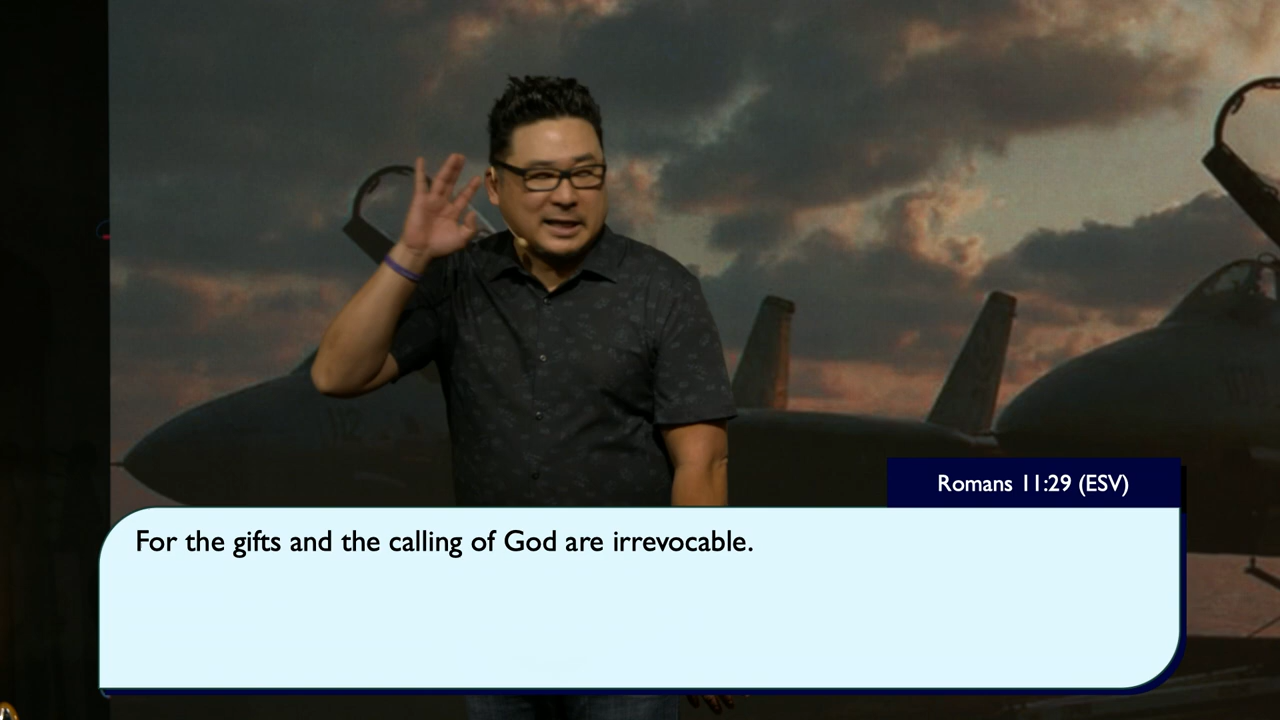 Romans 11:29 (ESV)
For the gifts and the calling of God are irrevocable.